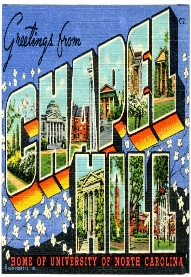 Greetings from
CHAPEL
HILL
HOME OF UNIVERSITY OF NORTH CAROLINA